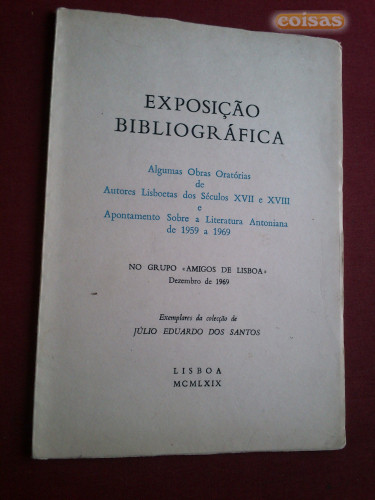 coisas
EXPOSIÇÃO
BIBLIOGRÁFICA
Algumas Obras Oratórias
de
Autores Lisboetas dos Séculos XVII e XVIII
e
Apontamento Sobre a Literatura Antoniana
de 1959 a 1969
NO GRUPO «AMIGOS DE LISBOA»
Dezembro de 1969
Exemplares da colecção de
JÚLIO EDUARDO DOS SANTOS
LISBOA
MCMLXIX